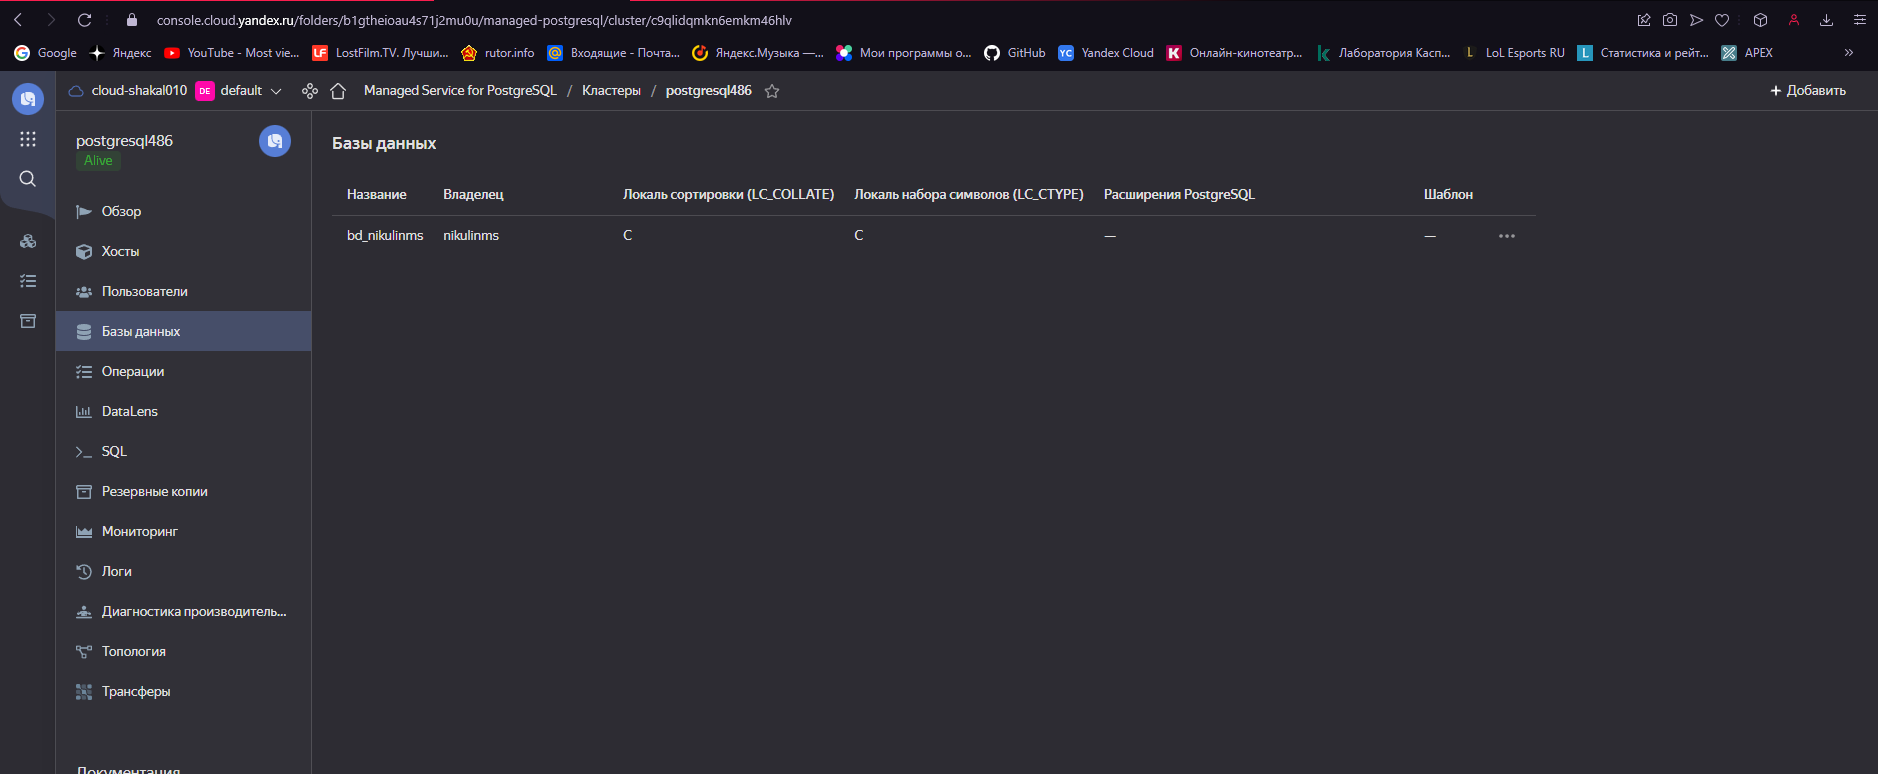 console.cloud.yandex.ru/folders/b1gtheioau4s71j2mu0u/managed-postgresql/cluster/c9qlidqmkn6emkm46hlv
Google Яндекс YouTube - Most vie... LF LostFilm.TV. Лучши... rutor.info Входящие - Почта... Яндекс.Музыка —... Мои программы о... GitHub YC Yandex Cloud K Онлайн-кинотеатр... Лаборатория Касп... L LoL Esports RU L Статистика и рейт... APEX »
cloud-shakal010 DE default Managed Service for PostgreSQL / Кластеры / postgresql486 + Добавить
postgresql486
Alive
Обзор
Хосты
Пользователи
Базы данных
Операции
DataLens
SQL
Резервные копии
Мониторинг
Логи
Диагностика производитель...
Топология
Трансферы
Документация
Базы данных
Название Владелец Локаль сортировки (LC_COLLATE) Локаль набора символов (LC_CTYPE) Расширения PostgreSQL Шаблон
bd_nikulinms nikulinms C C — —